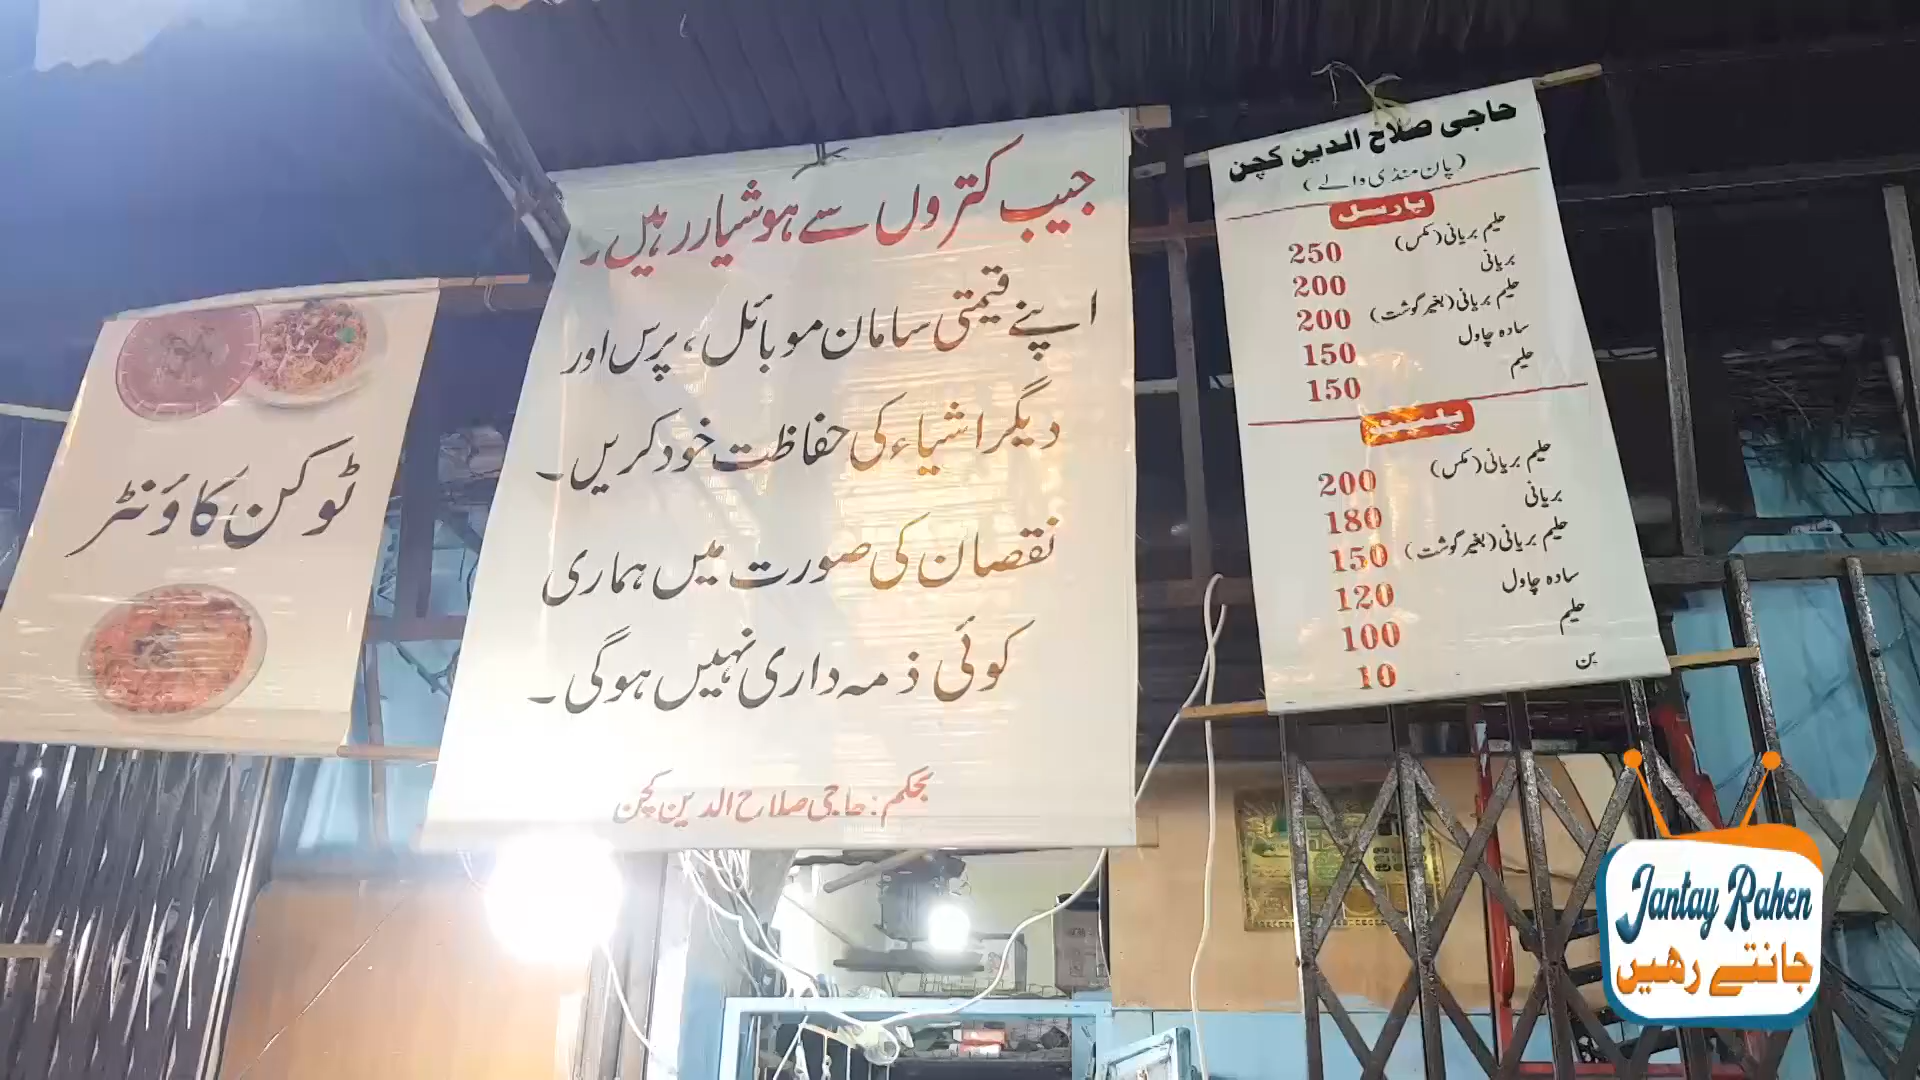 ٹوکن کاؤنٹر
جیب کتروں سے ہوشیار رہیں۔
اپنے قیمتی سامان موبائل، پرس اور
دیگر اشیاء کی حفاظت خود کریں۔
نقصان کی صورت میں ہماری
کوئی ذمہ داری نہیں ہوگی۔
بحکم: حاجی صلاح الدین کچن
حاجی صلاح الدین کچن
(پان منڈی والے)
پارسل
حلیم بریانی (مکس) 250
بریانی 200
حلیم بریانی (بغیر گوشت) 200
سادہ چاول 150
حلیم 150
پلیٹ
حلیم بریانی (مکس) 200
بریانی 180
حلیم بریانی (بغیر گوشت) 150
سادہ چاول 120
حلیم 100
بن 10
Jantay Rahen
جانتے رھیں